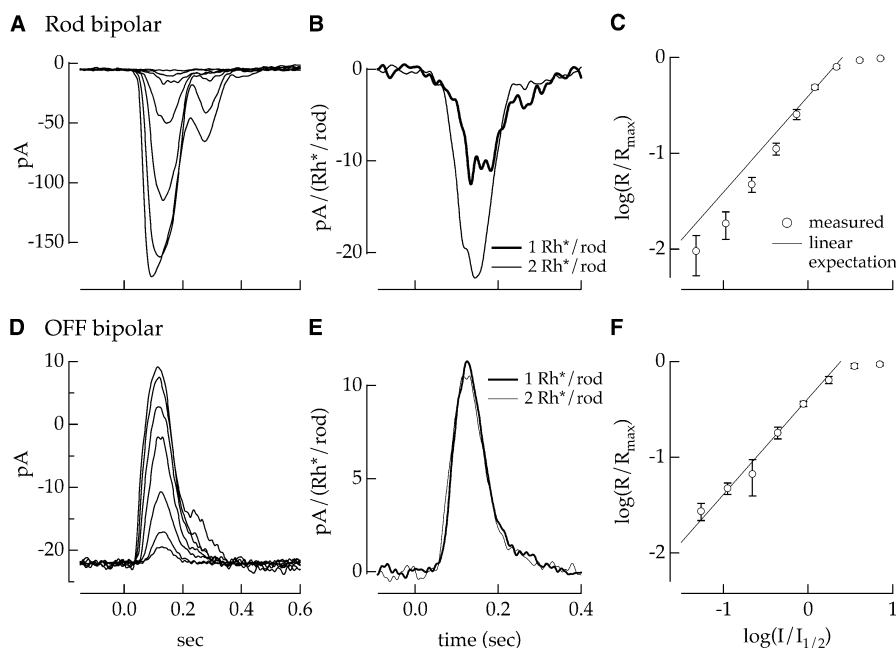 A Rod bipolar
0
-50
-100
-150
pA
B
0
-10
-20
pA/(Rh*/rod)
1 Rh*/rod
2 Rh*/rod
C
0
-1
-2
log(R/Rmax)
measured
linear
expectation
D OFF bipolar
10
0
-10
-20
pA
0.0 0.2 0.4 0.6
sec
E
10
5
0
pA/(Rh*/rod)
1 Rh*/rod
2 Rh*/rod
0.0 0.2 0.4
time (sec)
F
0
-1
-2
log(R/Rmax)
-1 0 1
log(I/I1/2)